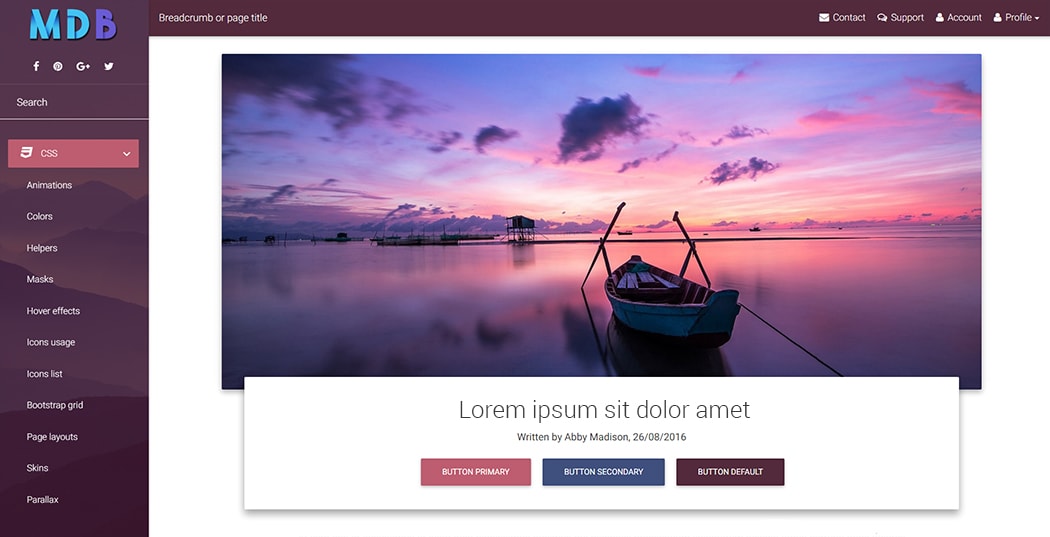 MDB
Search
CSS
Animations
Colors
Helpers
Masks
Hover effects
Icons usage
Icons list
Bootstrap grid
Page layouts
Skins
Parallax
Breadcrumb or page title
Contact Support Account Profile
Lorem ipsum sit dolor amet
Written by Abby Madison, 26/08/2016
BUTTON PRIMARY BUTTON SECONDARY BUTTON DEFAULT